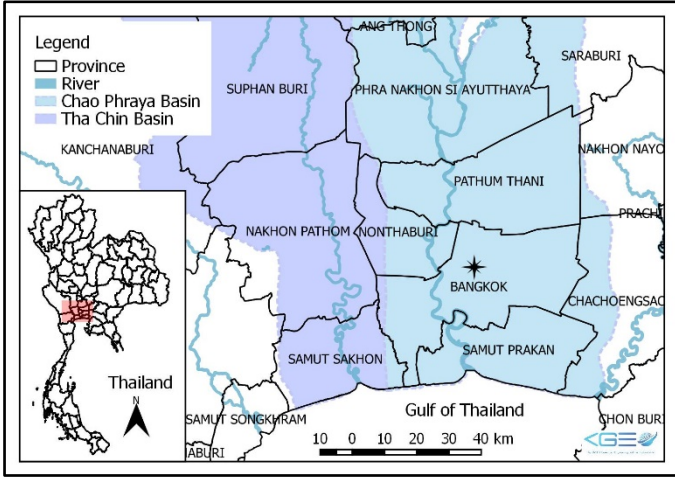 Legend
Province
River
Chao Phraya Basin
Tha Chin Basin
ANG THONG
SARABURI
SUPHAN BURI
PHRA NAKHON SI AYUTTHAYA
KANCHANABURI
NAKHON NAYO
PATHUM THANI
PRACHI
NAKHON PATHOM
NONTHABURI
BANGKOK
CHACHOENGSAO
SAMUT SAKHON
SAMUT PRAKAN
Thailand
N
SAMUT SONGKHRAM
Gulf of Thailand
CHON BURI
ABURI
10 0 10 20 30 40 km
GEO